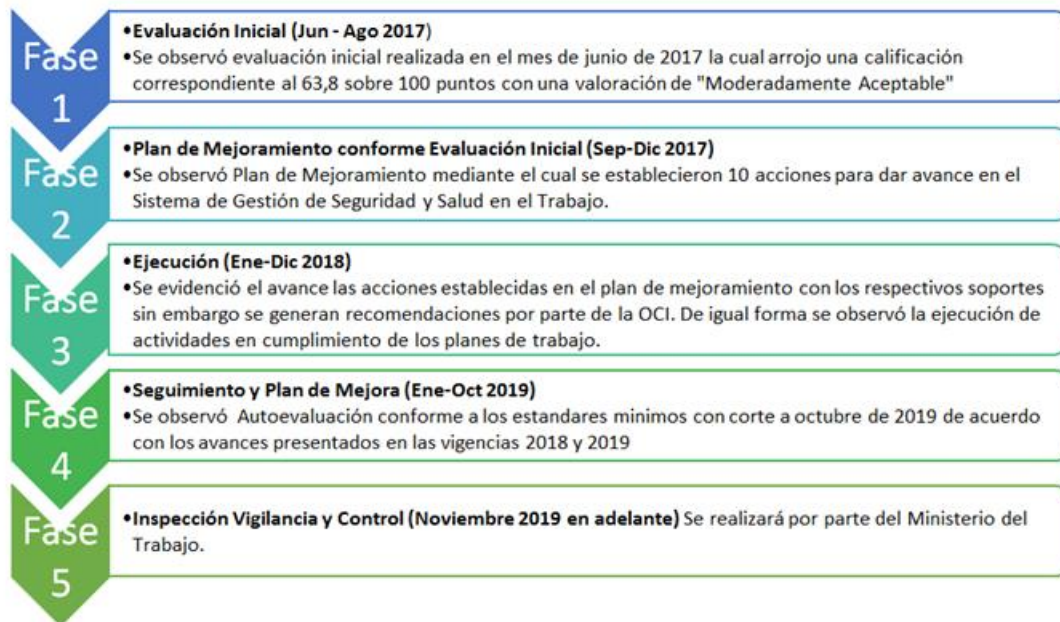 Fase
1
•Evaluación Inicial (Jun - Ago 2017)
•Se observó evaluación inicial realizada en el mes de junio de 2017 la cual arrojo una calificación
correspondiente al 63,8 sobre 100 puntos con una valoración de "Moderadamente Aceptable"
Fase
2
•Plan de Mejoramiento conforme Evaluación Inicial (Sep-Dic 2017)
•Se observó Plan de Mejoramiento mediante el cual se establecieron 10 acciones para dar avance en el
Sistema de Gestión de Seguridad y Salud en el Trabajo.
Fase
3
•Ejecución (Ene-Dic 2018)
•Se evidenció el avance las acciones establecidas en el plan de mejoramiento con los respectivos soportes
sin embargo se generan recomendaciones por parte de la OCI. De igual forma se observó la ejecución de
actividades en cumplimiento de los planes de trabajo.
Fase
4
•Seguimiento y Plan de Mejora (Ene-Oct 2019)
•Se observó Autoevaluación conforme a los estandares minimos con corte a octubre de 2019 de acuerdo
con los avances presentados en las vigencias 2018 y 2019
Fase
5
•Inspección Vigilancia y Control (Noviembre 2019 en adelante) Se realizará por parte del Ministerio del
Trabajo.